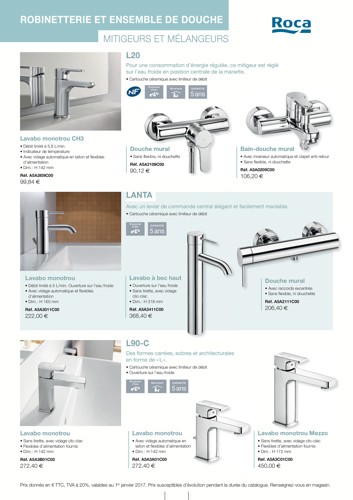 ROBINETTERIE ET ENSEMBLE DE DOUCHE
MITIGEURS ET MÉLANGEURS
Roca
L20
Pour une consommation d'énergie régulée, ce mitigeur est réglé
sur l'eau froide en position centrale de la manette.
• Cartouche céramique avec limiteur de débit
NF
GARANTIE
5 ans
Lavabo monotrou CH3
• Débit limité à 5,8 L/min.
• Indicateur de température
• Avec vidage automatique en laiton et flexibles
d'alimentation
• Dim.: H 142 mm
Réf. A5A3809C00
99,84 €
Douche mural
• Sans flexible, ni douchette
Réf. A5A2109C00
90,12 €
Bain-douche mural
• Avec inverseur automatique et clapet anti-retour
• Sans flexible, ni douchette
Réf. A5A0209C00
106,20 €
LANTA
Avec un levier de commande central élégant et facilement maniable.
• Cartouche céramique avec limiteur de débit
GARANTIE
5 ans
Lavabo monotrou
• Débit limité à 5 L/min. Ouverture sur l'eau froide
• Avec vidage automatique et flexibles
d'alimentation
• Dim.: H 165 mm
Réf. A5A3011C00
222,00 €
Lavabo à bec haut
• Ouverture sur l'eau froide
• Sans tirette, avec vidage
clic-clac
• Dim.: H 318 mm
Réf. A5A3411C00
368,40 €
Douche mural
• Avec raccords excentrés
• Sans flexible, ni douchette
Réf. A5A2111C00
206,40 €
L90-C
Des formes carrées, sobres et architecturales
en forme de «L».
• Cartouche céramique avec limiteur de débit
• Ouverture sur l'eau froide
GARANTIE
5 ans
Lavabo monotrou
• Sans tirette, avec vidage clic-clac
• Flexibles d'alimentation fournis
• Dim.: H 142 mm
Réf. A5A3B01C00
272,40 €
Lavabo monotrou
• Avec vidage automatique en
laiton et flexibles d'alimentation
• Dim.: H 142 mm
Réf. A5A3A01C00
272,40 €
Lavabo monotrou Mezzo
• Sans tirette, avec vidage clic-clac
• Flexibles d'alimentation fournis
• Dim.: H 172 mm
Réf. A5A3C01C00
450,00 €
Prix donnés en € TTC, TVA à 20%, valables au 1er janvier 2017. Prix susceptibles d'évolution pendant la durée du catalogue. Renseignez-vous en magasin.